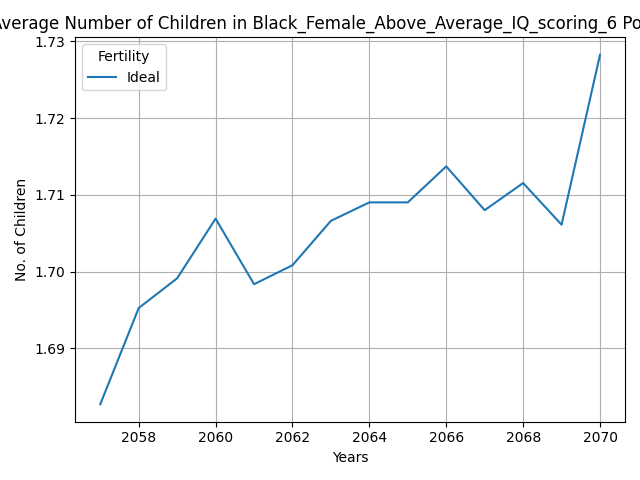 Average Number of Children in Black_Female_Above_Average_IQ_scoring_6 Po
1.73
1.72
1.71
1.70
1.69
No. of Children
Fertility
Ideal
2058 2060 2062 2064 2066 2068 2070
Years